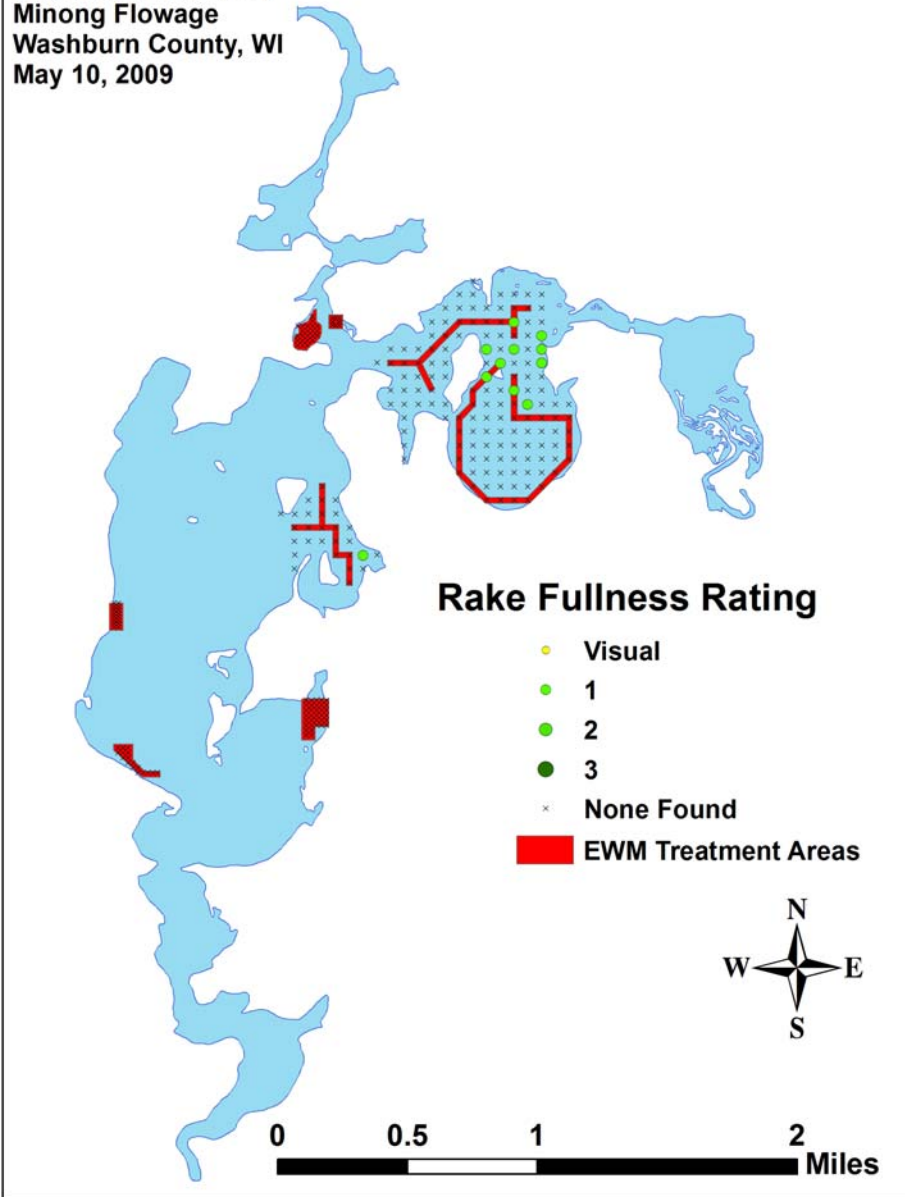 Minong Flowage
Washburn County, WI
May 10, 2009
Rake Fullness Rating
Visual
1
2
3
None Found
EWM Treatment Areas
N
W E
S
0 0.5 1 2
Miles